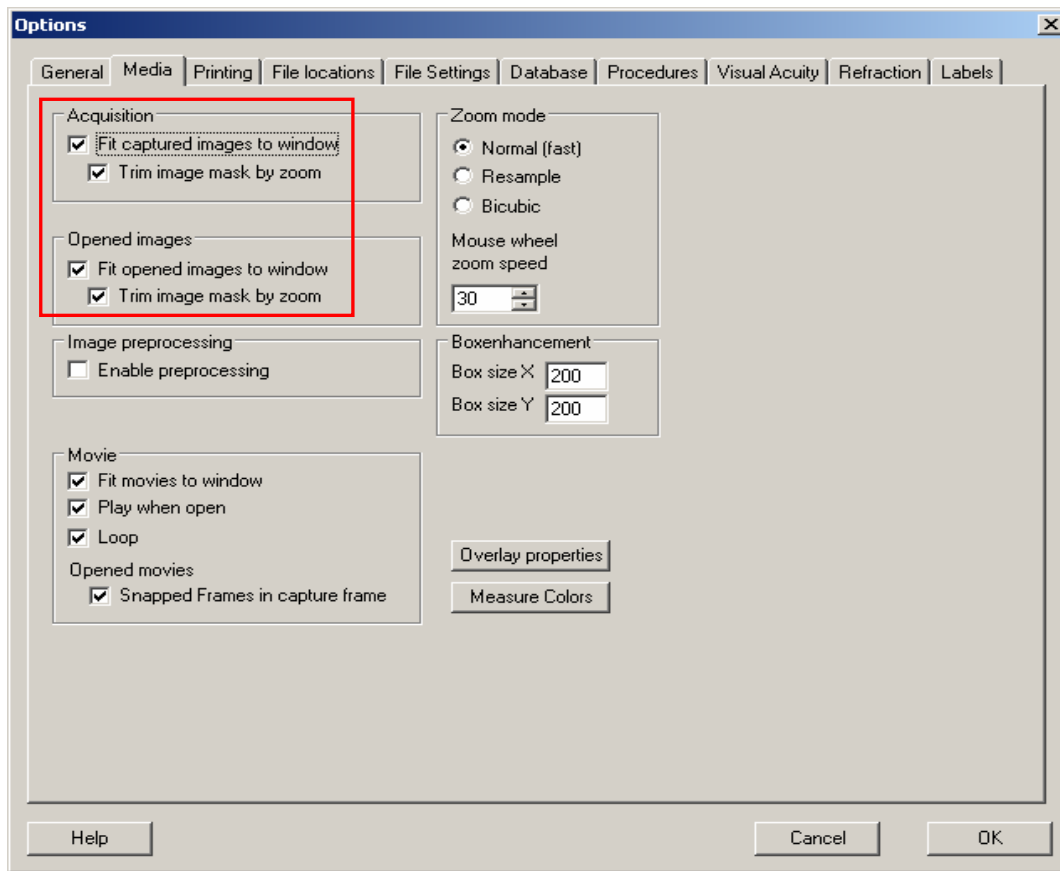 Options
General Media Printing File locations File Settings Database Procedures Visual Acuity Refraction Labels
Acquisition
Fit captured images to window
Trim image mask by zoom
Opened images
Fit opened images to window
Trim image mask by zoom
Image preprocessing
Enable preprocessing
Movie
Fit movies to window
Play when open
Loop
Opened movies
Snapped Frames in capture frame
Zoom mode
Normal (fast)
Resample
Bicubic
Mouse wheel
zoom speed
30
Boxenhancement
Box size X 200
Box size Y 200
Overlay properties
Measure Colors
Help Cancel OK